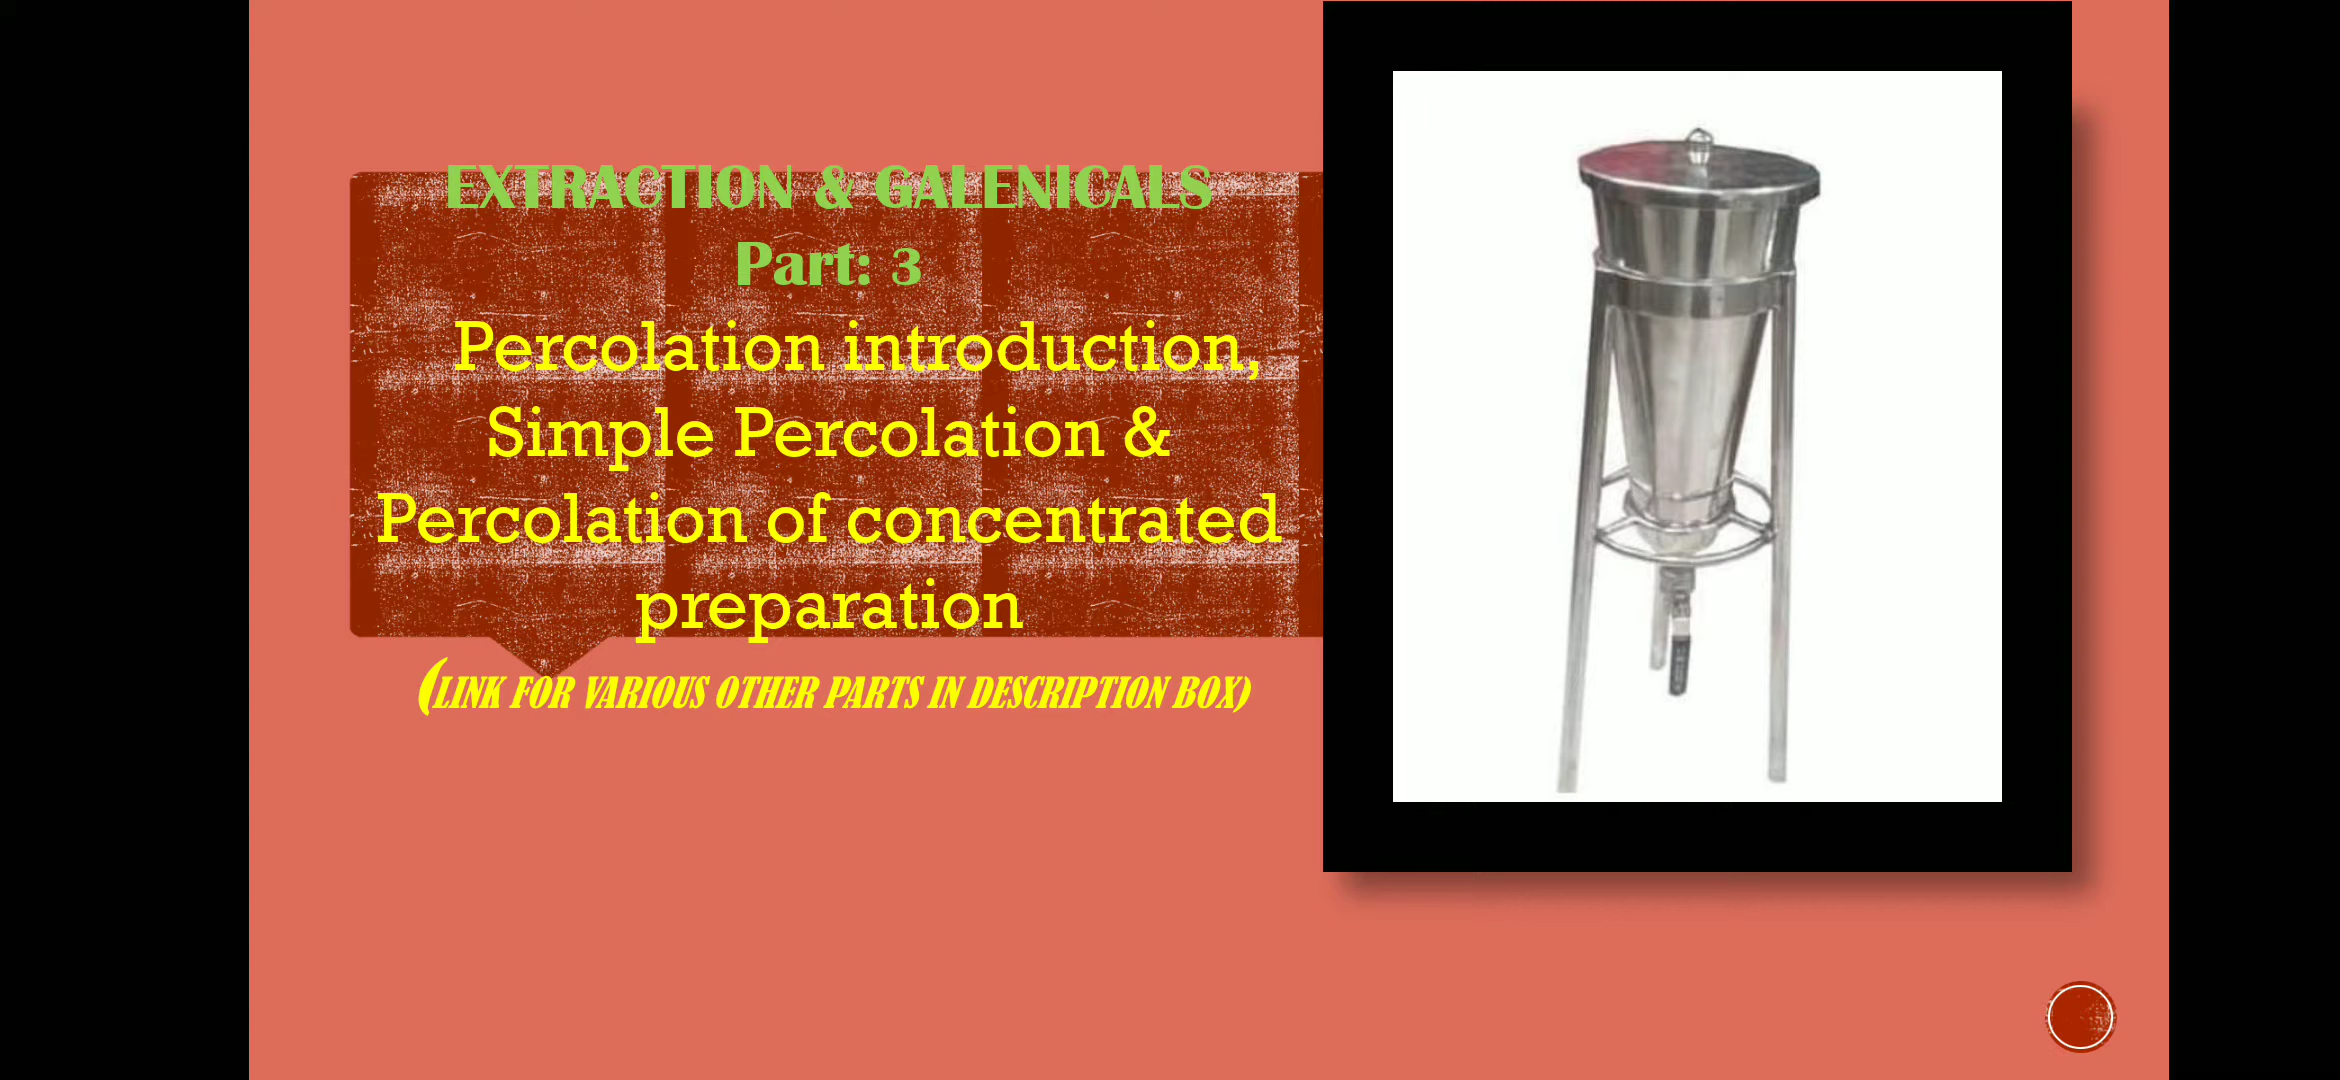 EXTRACTION & GALENICALS
Part: 3
Percolation introduction,
Simple Percolation &
Percolation of concentrated
preparation
(LINK FOR VARIOUS OTHER PARTS IN DESCRIPTION BOX)